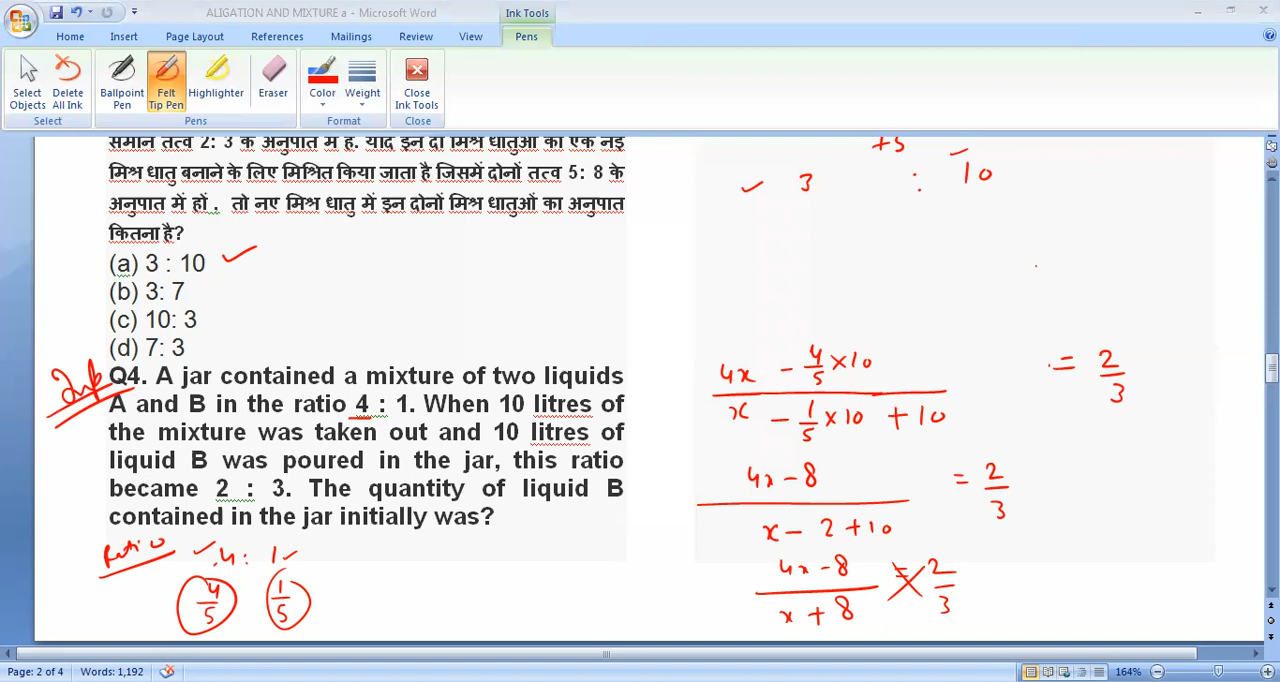 ALIGATION AND MIXTURE a - Microsoft Word
Ink Tools
Home Insert Page Layout References Mailings Review View Pens
Select Objects
Delete All Ink
Ballpoint Pen
Felt Tip Pen
Highlighter
Eraser
Color
Weight
Close Ink Tools
Select Pens Format Close
समान तत्व 2: 3 के अनुपात में है. यदि इन दो मिश्र धातुओं को एक नई
मिश्र धातु बनाने के लिए मिश्रित किया जाता है जिसमें दोनों तत्व 5: 8 के
अनुपात में हों , तो नए मिश्र धातु में इन दोनों मिश्र धातुओं का अनुपात
कितना है?
(a) 3 : 10
(b) 3: 7
(c) 10: 3
(d) 7: 3
Q4. A jar contained a mixture of two liquids
A and B in the ratio 4 : 1. When 10 litres of
the mixture was taken out and 10 litres of
liquid B was poured in the jar, this ratio
became 2 : 3. The quantity of liquid B
contained in the jar initially was?
Ratio 4 : 1
4/5 1/5
3 : 10
4x - 4/5 × 10
x - 1/5 × 10 + 10
= 2/3
4x - 8
x - 2 + 10
= 2/3
4x - 8
x + 8
= 2/3
Page: 2 of 4 Words: 1,192 164%